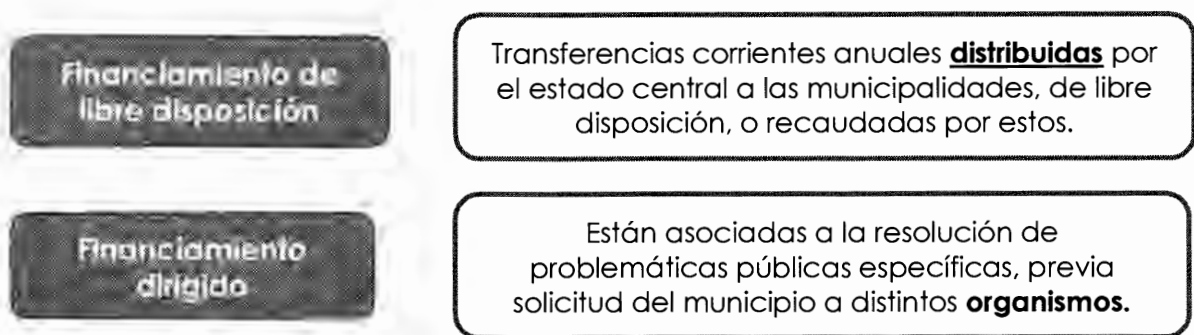 Financiamiento de
libre disposición
Transferencias corrientes anuales distribuidas por
el estado central a las municipalidades, de libre
disposición, o recaudadas por estos.
Financiamiento
dirigido
Están asociadas a la resolución de
problemáticas públicas específicas, previa
solicitud del municipio a distintos organismos.